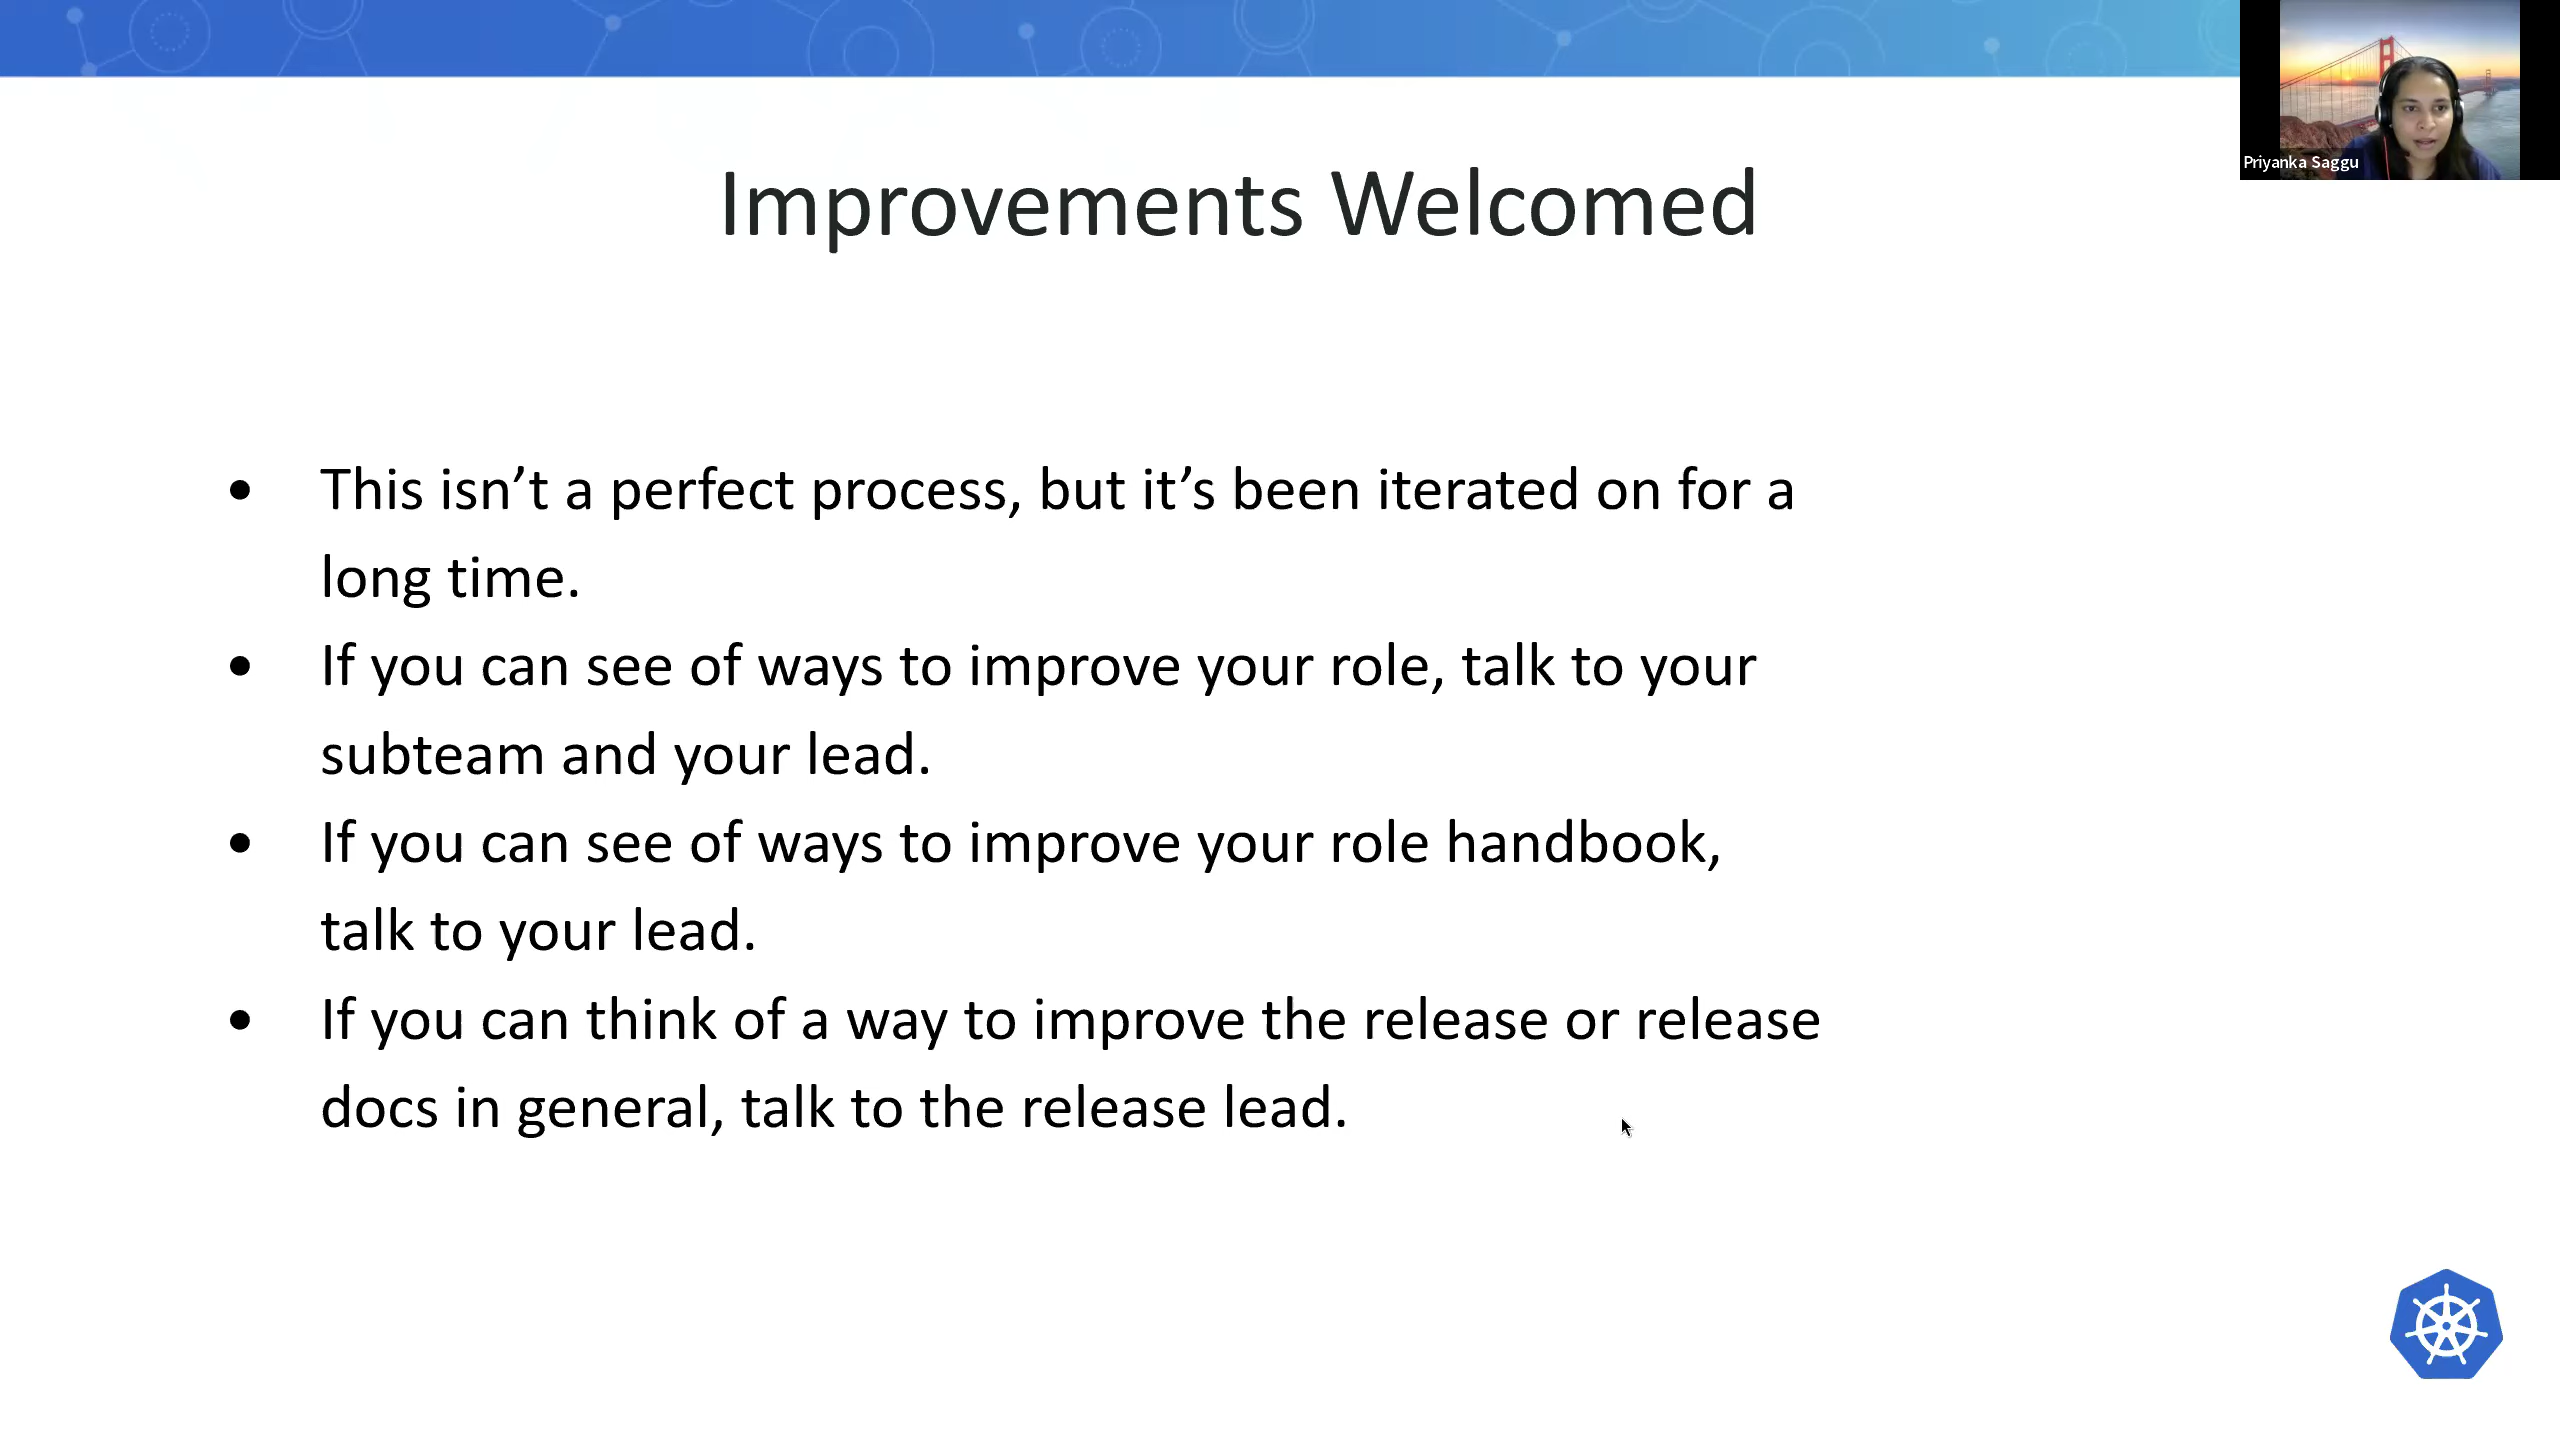 Priyanka Saggu
Improvements Welcomed
• This isn’t a perfect process, but it’s been iterated on for a
long time.
• If you can see of ways to improve your role, talk to your
subteam and your lead.
• If you can see of ways to improve your role handbook,
talk to your lead.
• If you can think of a way to improve the release or release
docs in general, talk to the release lead.